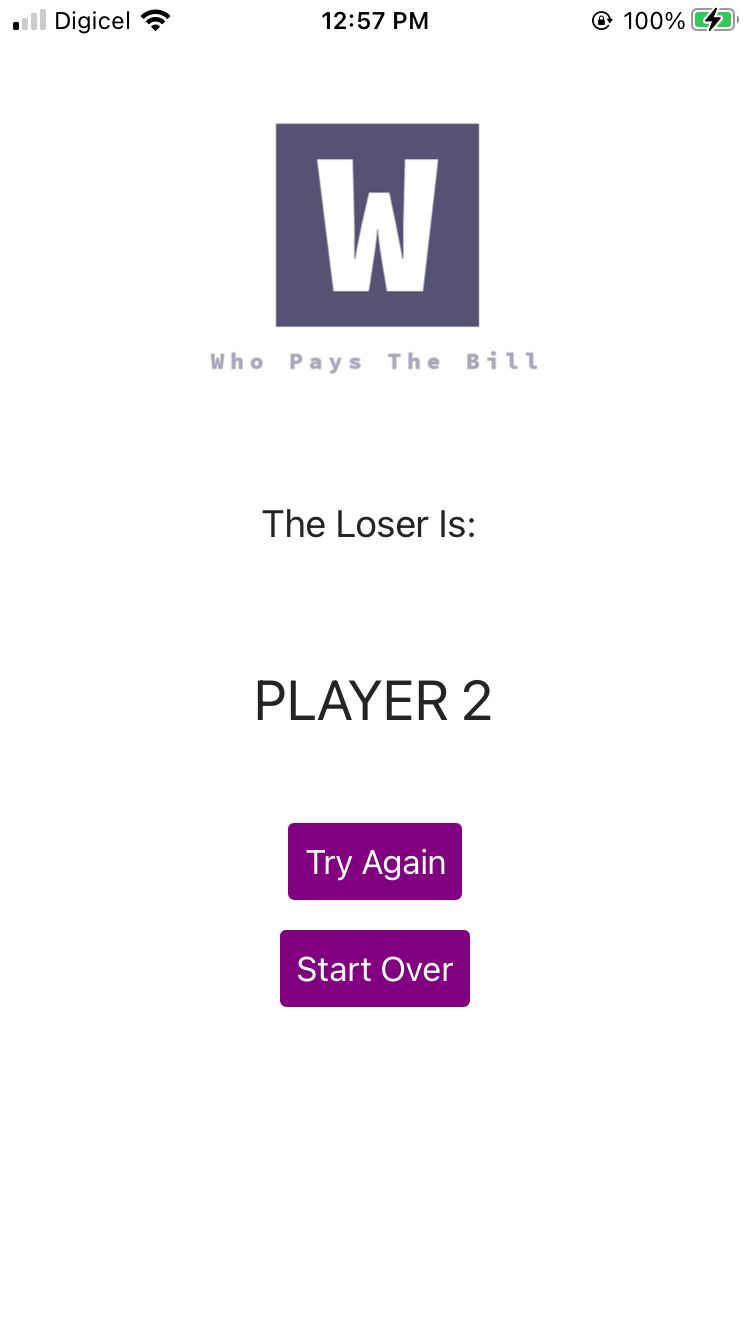 Digicel 12:57 PM 100%
W
Who Pays The Bill
The Loser Is:
PLAYER 2
Try Again
Start Over